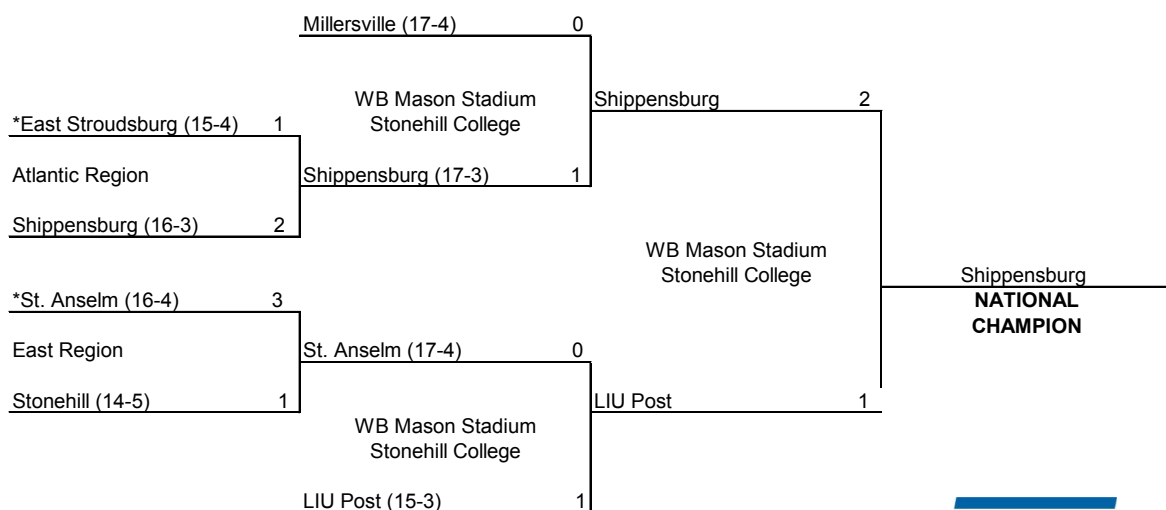 Millersville (17-4) 0
WB Mason Stadium
Stonehill College
Shippensburg 2
*East Stroudsburg (15-4) 1
Atlantic Region
Shippensburg (17-3) 1
Shippensburg (16-3) 2
WB Mason Stadium
Stonehill College
Shippensburg
NATIONAL
CHAMPION
*St. Anselm (16-4) 3
East Region
St. Anselm (17-4) 0
Stonehill (14-5) 1
LIU Post 1
WB Mason Stadium
Stonehill College
LIU Post (15-3) 1